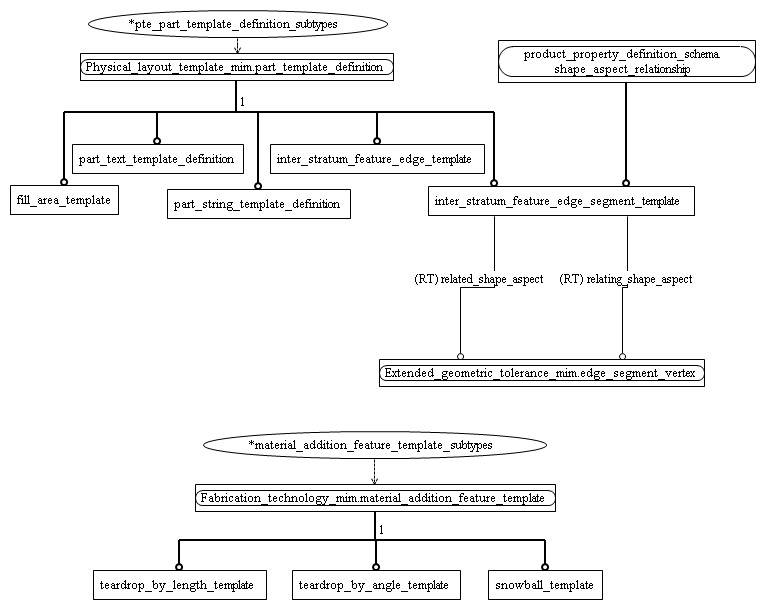 *pte_part_template_definition_subtypes
Physical_layout_template_mim.part_template_definition
product_property_definition_schema.
shape_aspect_relationship
1
part_text_template_definition
inter_stratum_feature_edge_template
fill_area_template
part_string_template_definition
inter_stratum_feature_edge_segment_template
(RT) related_shape_aspect
(RT) relating_shape_aspect
Extended_geometric_tolerance_mim.edge_segment_vertex
*material_addition_feature_template_subtypes
Fabrication_technology_mim.material_addition_feature_template
1
teardrop_by_length_template
teardrop_by_angle_template
snowball_template